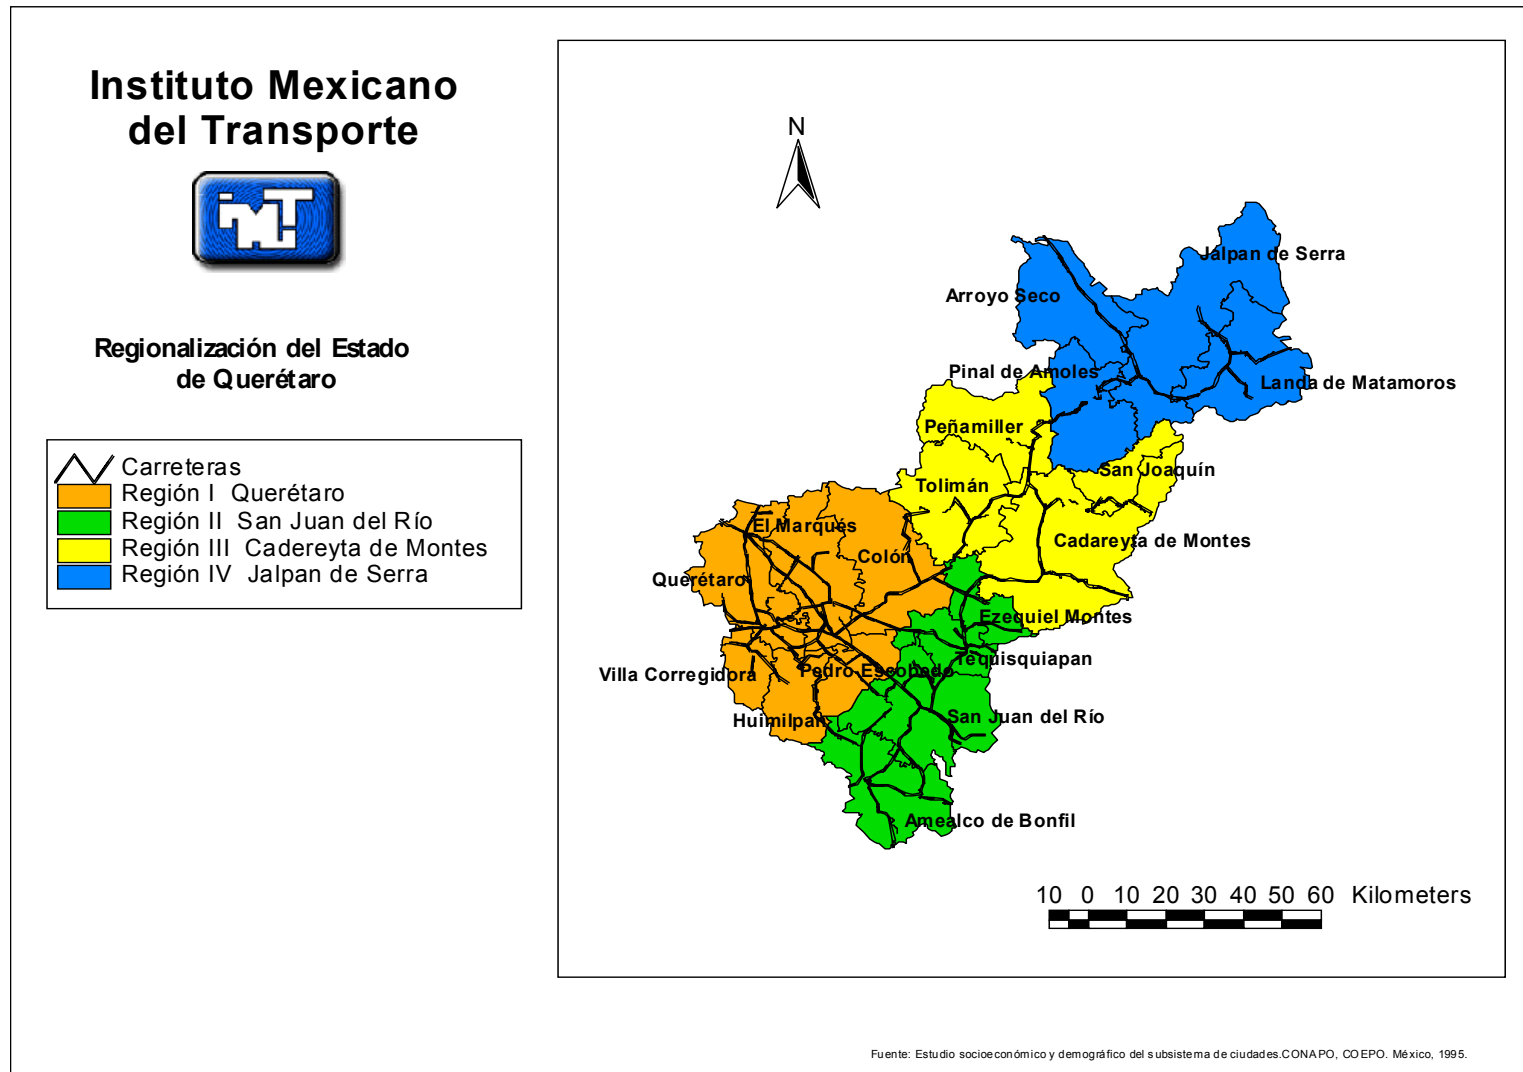 Instituto Mexicano
del Transporte
iMT
Regionalización del Estado
de Querétaro
Carreteras
Región I Querétaro
Región II San Juan del Río
Región III Cadereyta de Montes
Región IV Jalpan de Serra
N
Jálpan de Serra
Arroyo Seco
Pinal de Amoles
Landa de Matamoros
Peñamiller
San Joaquín
Tolimán
El Marqués
Cadareyta de Montes
Colón
Querétaro
Ezequiel Montes
Tequisquiapan
Villa Corregidora
Pedro Escobedo
Huimilpan
San Juan del Río
Amealco de Bonfil
10 0 10 20 30 40 50 60 Kilometers
Fuente: Estudio socioeconómico y demográfico del subsistema de ciudades.CONAPO, COEPO. México, 1995.